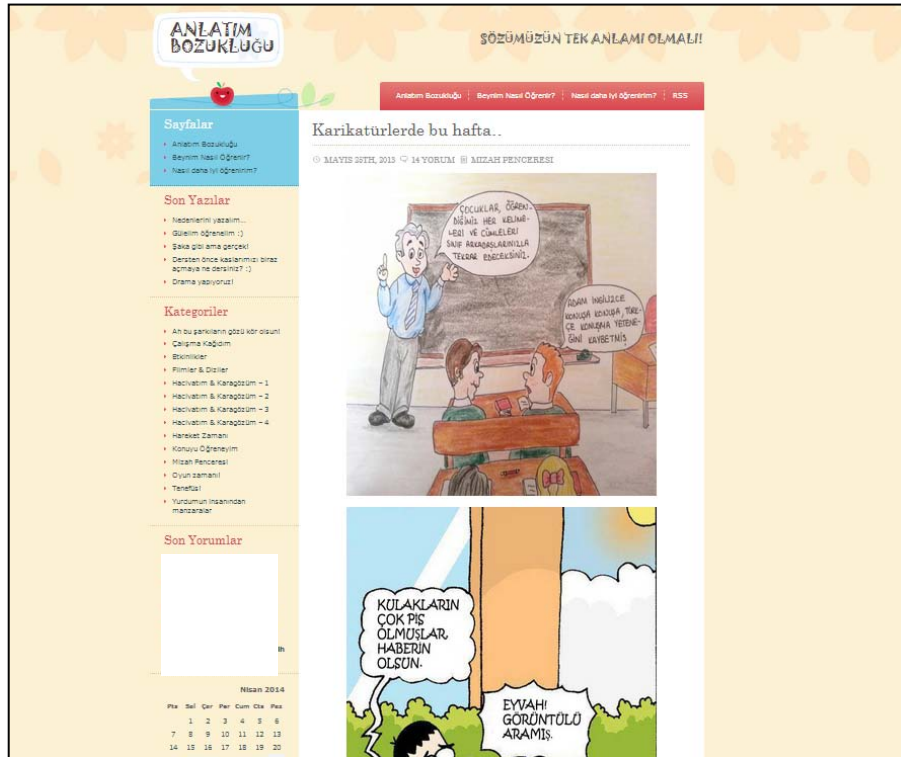 ANLATIM
BOZUKLUĞU
SÖZÜMÜZÜN TEK ANLAMI OLMALI!
Anlatım Bozukluğu
Beynim Nasıl Öğrenir?
Nasıl daha iyi öğrenirim?
RSS
Sayfalar
Anlatım Bozukluğu
Beynim Nasıl Öğrenir?
Nasıl daha iyi öğrenirim?
Son Yazılar
Nedenlerini yazalım...
Gülelim öğrenelim :)
Şaka gibi ama gerçek!
Dersten önce kaslarımızı biraz
açmaya ne dersiniz? :)
Drama yapıyoruz!
Kategoriler
Ah bu şarkıların gözü kör olsun!
Çalışma Kağıdım
Etkinlikler
Filmler & Diziler
Hacivatım & Karagözüm – 1
Hacivatım & Karagözüm – 2
Hacivatım & Karagözüm – 3
Hacivatım & Karagözüm – 4
Hareket Zamanı
Konuyu Öğreneyim
Mizah Penceresi
Oyun zamanı!
Tenefüs!
Yurdumun insanından
manzaralar
Son Yorumlar
Nisan 2014
Pts Sal Çar Per Cum Cts Paz
1 2 3 4 5 6
7 8 9 10 11 12 13
14 15 16 17 18 19 20
Karikatürlerde bu hafta..
MAYIS 28TH, 2013 14 YORUM MIZAH PENCERESI
ÇOCUKLAR, ÖĞREN-
DİĞİNİZ HER KELİME-
LERİ VE CÜMLELERİ
SINIF ARKADAŞLARINIZLA
TEKRAR EDECEKSİNİZ.
ADAM İNGİLİZCE
KONUŞA KONUŞA, TÜRK-
ÇE KONUŞMA YETENE-
ĞİNİ KAYBETMİŞ
KULAKLARIN
ÇOK PİS
OLMUŞLAR,
HABERİN
OLSUN.
EYVAH!
GÖRÜNTÜLÜ
ARAMIŞ.